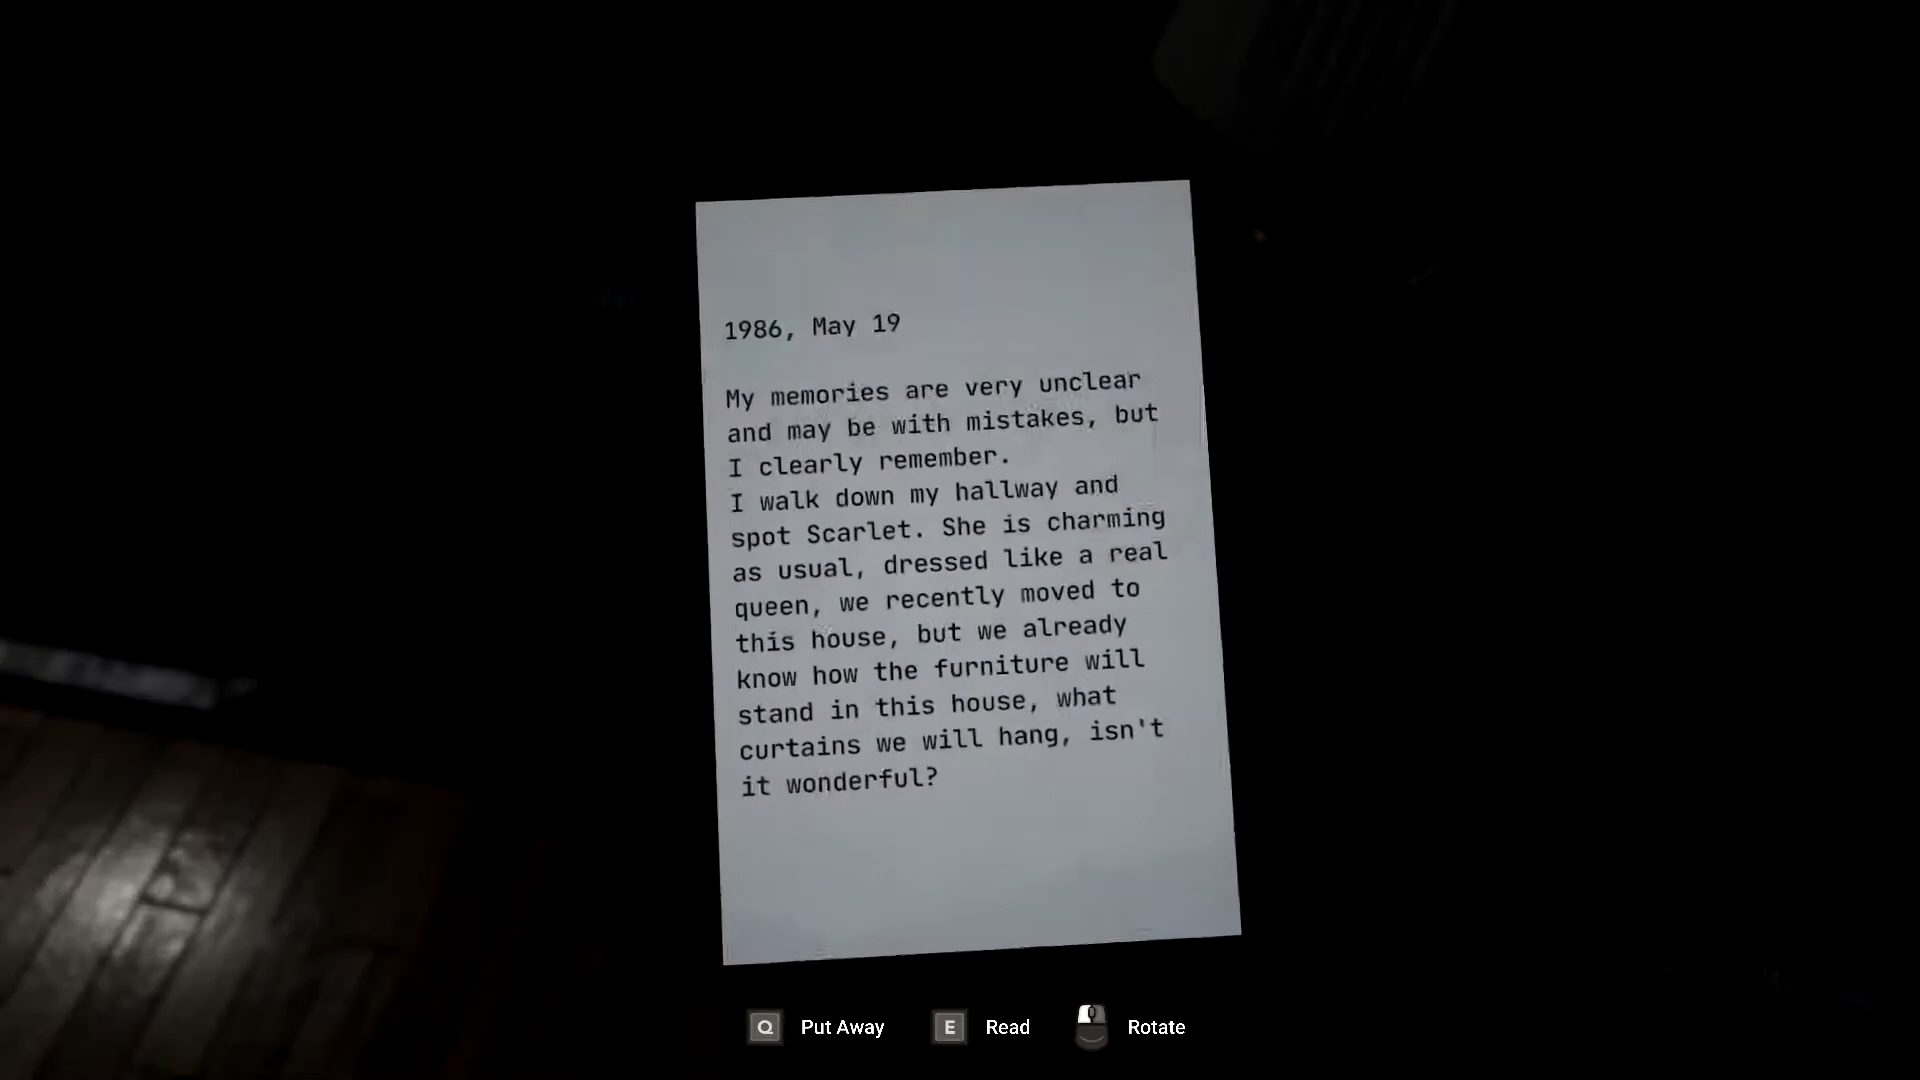 1986, May 19
My memories are very unclear
and may be with mistakes, but
I clearly remember.
I walk down my hallway and
spot Scarlet. She is charming
as usual, dressed like a real
queen, we recently moved to
this house, but we already
know how the furniture will
stand in this house, what
curtains we will hang, isn't
it wonderful?
Q Put Away E Read Rotate